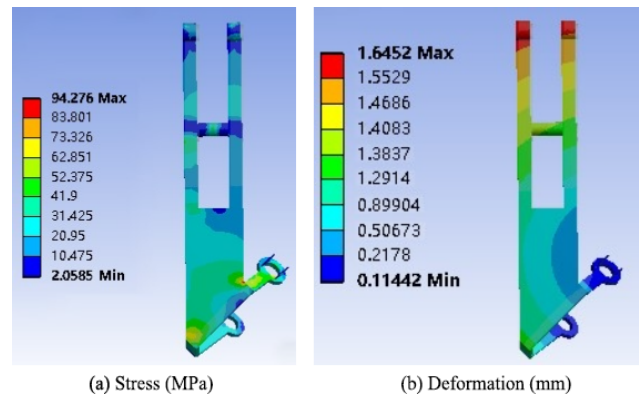 94.276 Max
83.801
73.326
62.851
52.375
41.9
31.425
20.95
10.475
2.0585 Min
1.6452 Max
1.5529
1.4686
1.4083
1.3837
1.2914
0.89904
0.50673
0.2178
0.11442 Min
(a) Stress (MPa)
(b) Deformation (mm)